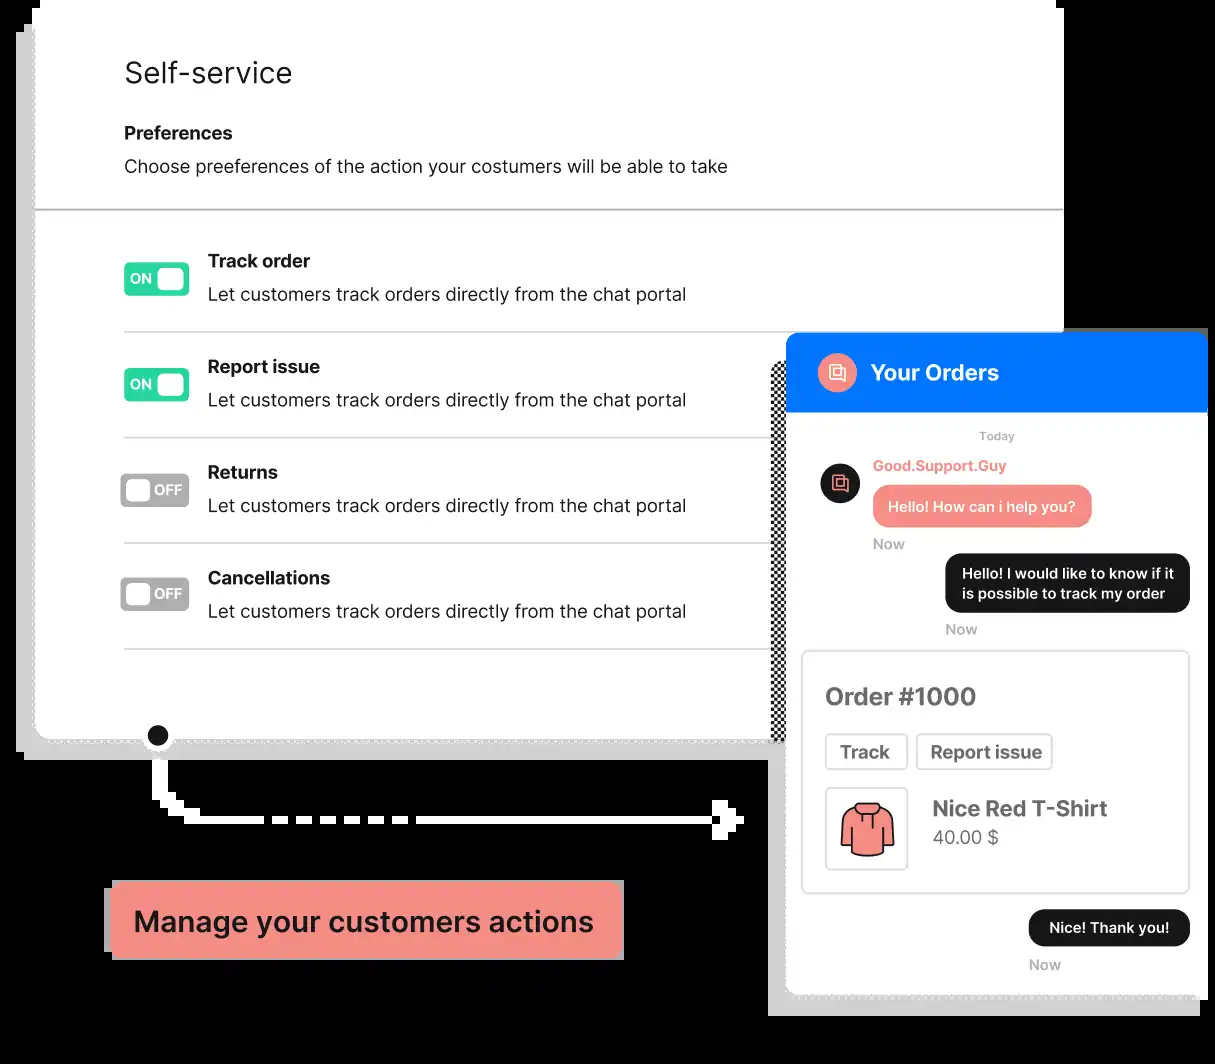 Self-service
Preferences
Choose preeferences of the action your costumers will be able to take
ON
Track order
Let customers track orders directly from the chat portal
ON
Report issue
Let customers track orders directly from the chat portal
OFF
Returns
Let customers track orders directly from the chat portal
OFF
Cancellations
Let customers track orders directly from the chat portal
Manage your customers actions
Your Orders
Today
Good.Support.Guy
Hello! How can i help you?
Now
Hello! I would like to know if it
is possible to track my order
Now
Order #1000
Track
Report issue
Nice Red T-Shirt
40.00 $
Nice! Thank you!
Now